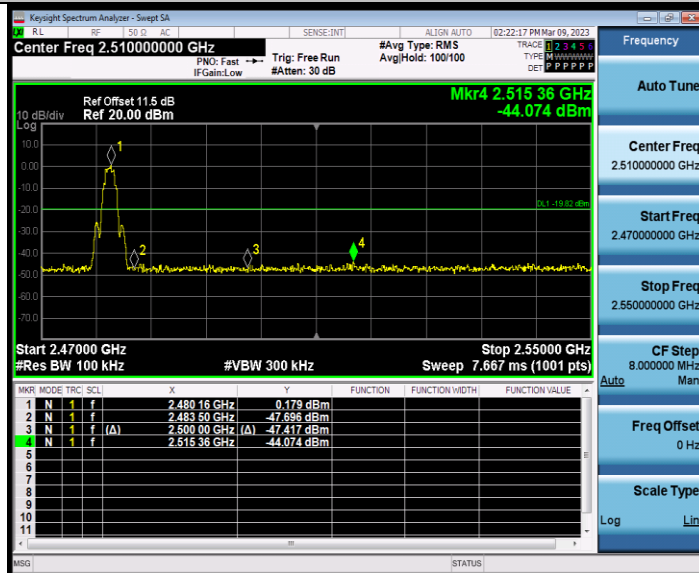 Keysight Spectrum Analyzer - Swept SA
RL RF 50 Ω AC SENSE:INT ALIGN AUTO 02:22:17 PM Mar 09, 2023
Center Freq 2.510000000 GHz
PNO: Fast
IFGain:Low
Trig: Free Run
#Atten: 30 dB
#Avg Type: RMS
Avg|Hold: 100/100
TRACE 1 2 3 4 5 6
TYPE M W W W W W
DET P P P P P P
Ref Offset 11.5 dB
Ref 20.00 dBm
10 dB/div
Log
Mkr4 2.515 36 GHz
-44.074 dBm
10.0
0.00
-10.0
-20.0
-30.0
-40.0
-50.0
-60.0
-70.0
1
2
3
4
DL1 -19.82 dBm
Start 2.47000 GHz
Stop 2.55000 GHz
#Res BW 100 kHz
#VBW 300 kHz
Sweep 7.667 ms (1001 pts)
MKR MODE TRC SCL X Y FUNCTION FUNCTION WIDTH FUNCTION VALUE
1 N 1 f 2.480 16 GHz 0.179 dBm
2 N 1 f 2.483 50 GHz -47.696 dBm
3 N 1 f (Δ) 2.500 00 GHz (Δ) -47.417 dBm
4 N 1 f 2.515 36 GHz -44.074 dBm
5
6
7
8
9
10
11
MSG
STATUS
Frequency
Auto Tune
Center Freq
2.510000000 GHz
Start Freq
2.470000000 GHz
Stop Freq
2.550000000 GHz
CF Step
8.000000 MHz
Auto Man
Freq Offset
0 Hz
Scale Type
Log Lin